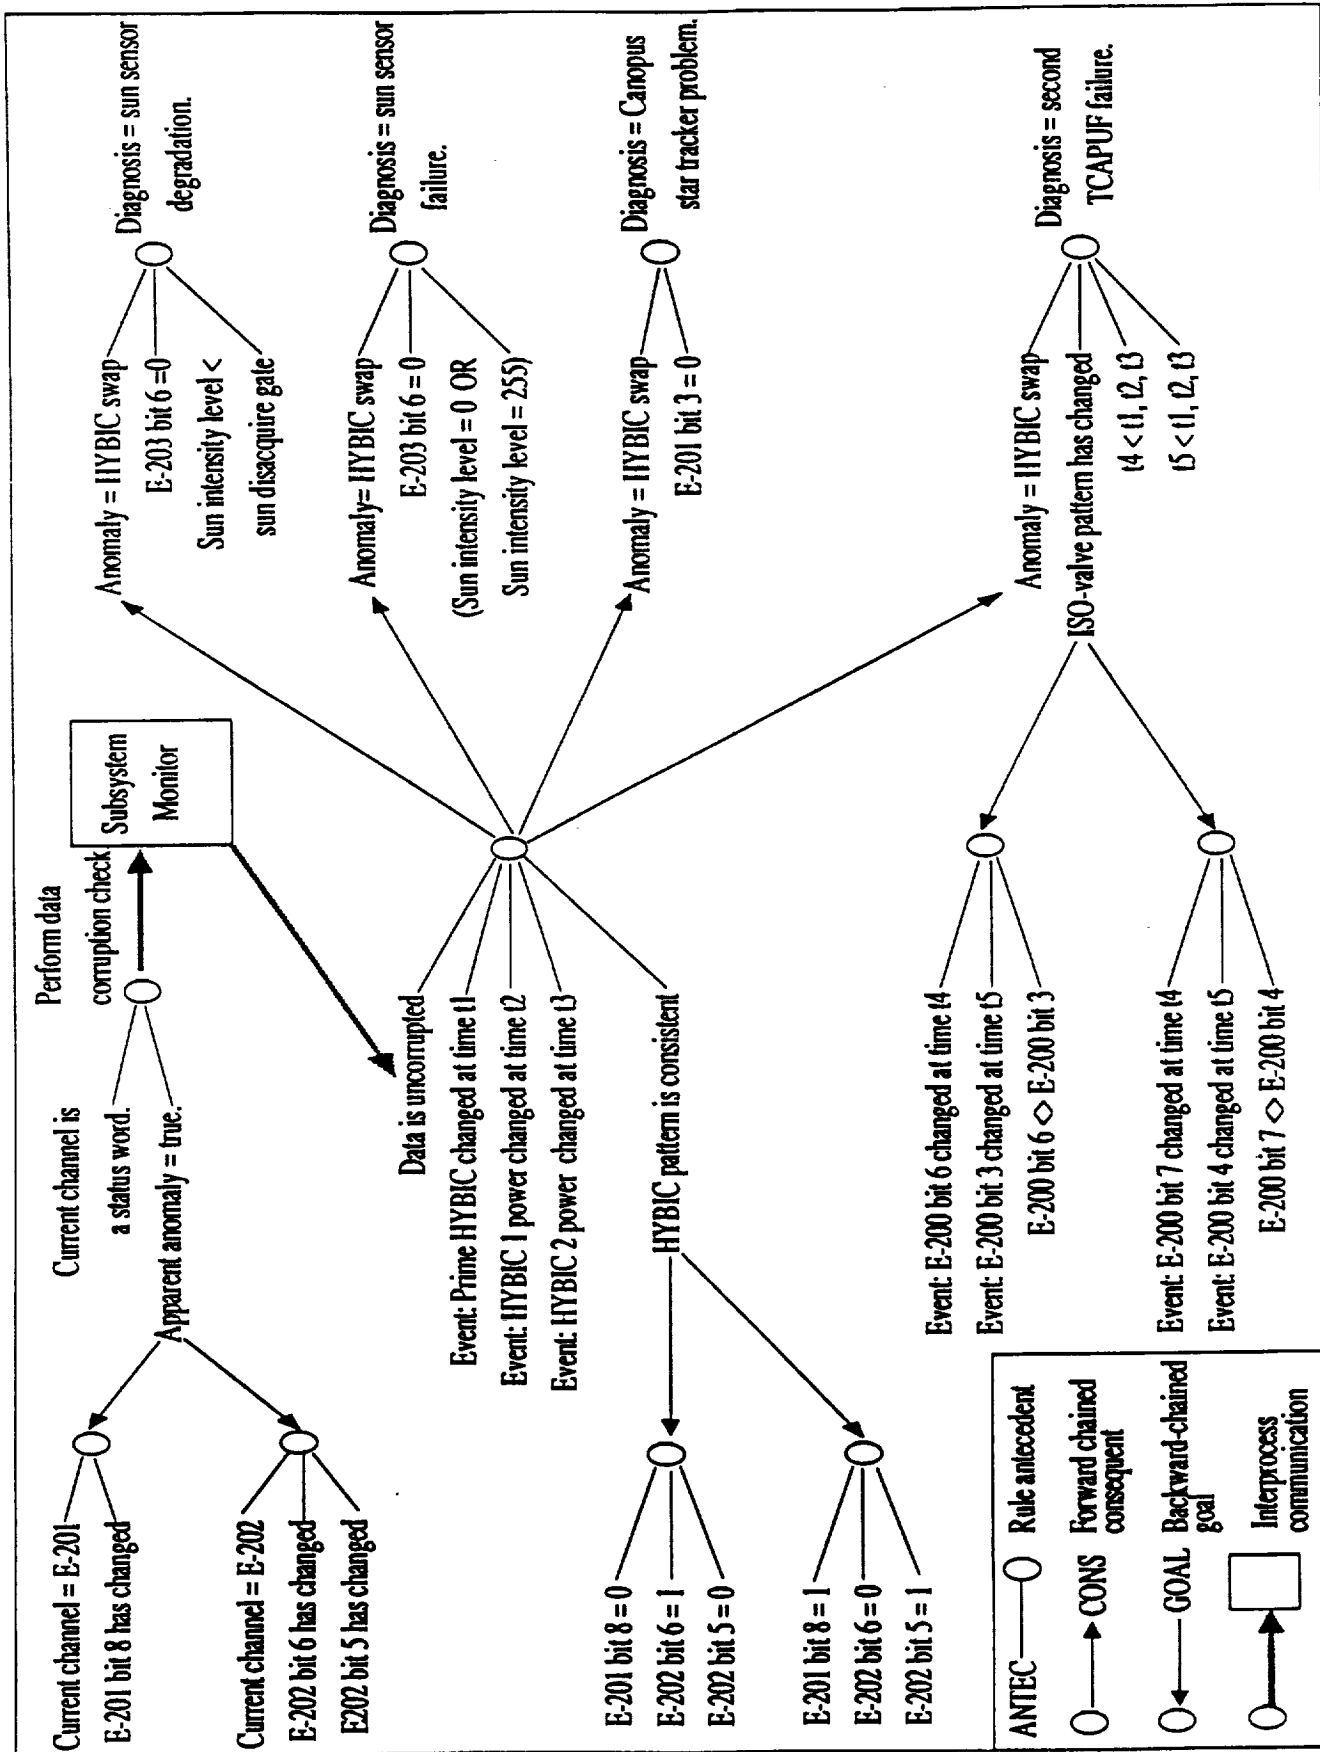 Current channel = E-201
E-201 bit 8 has changed
Current channel = E-202
E-202 bit 6 has changed
E202 bit 5 has changed
Apparent anomaly = true.
Current channel is
a status word.
Perform data
corruption check
Subsystem
Monitor
Data is uncorrupted
Event: Prime HYBIC changed at time t1
Event: HYBIC 1 power changed at time t2
Event: HYBIC 2 power changed at time t3
HYBIC pattern is consistent
E-201 bit 8 = 0
E-202 bit 6 = 1
E-202 bit 5 = 0
E-201 bit 8 = 1
E-202 bit 6 = 0
E-202 bit 5 = 1
Anomaly = HYBIC swap
E-203 bit 6 =0
Sun intensity level <
sun disacquire gate
Diagnosis = sun sensor
degradation.
Anomaly= HYBIC swap
E-203 bit 6 = 0
(Sun intensity level = 0 OR
Sun intensity level = 255)
Diagnosis = sun sensor
failure.
Anomaly = HYBIC swap
E-201 bit 3 = 0
Diagnosis = Canopus
star tracker problem.
Anomaly = HYBIC swap
ISO-valve pattern has changed
t4 < t1, t2, t3
t5 < t1, t2, t3
Diagnosis = second
TCAPUF failure.
Event: E-200 bit 6 changed at time t4
Event: E-200 bit 3 changed at time t5
E-200 bit 6 <> E-200 bit 3
Event: E-200 bit 7 changed at time t4
Event: E-200 bit 4 changed at time t5
E-200 bit 7 <> E-200 bit 4
ANTEC
Rule antecedent
CONS
Forward chained
consequent
GOAL
Backward-chained
goal
Interprocess
communication